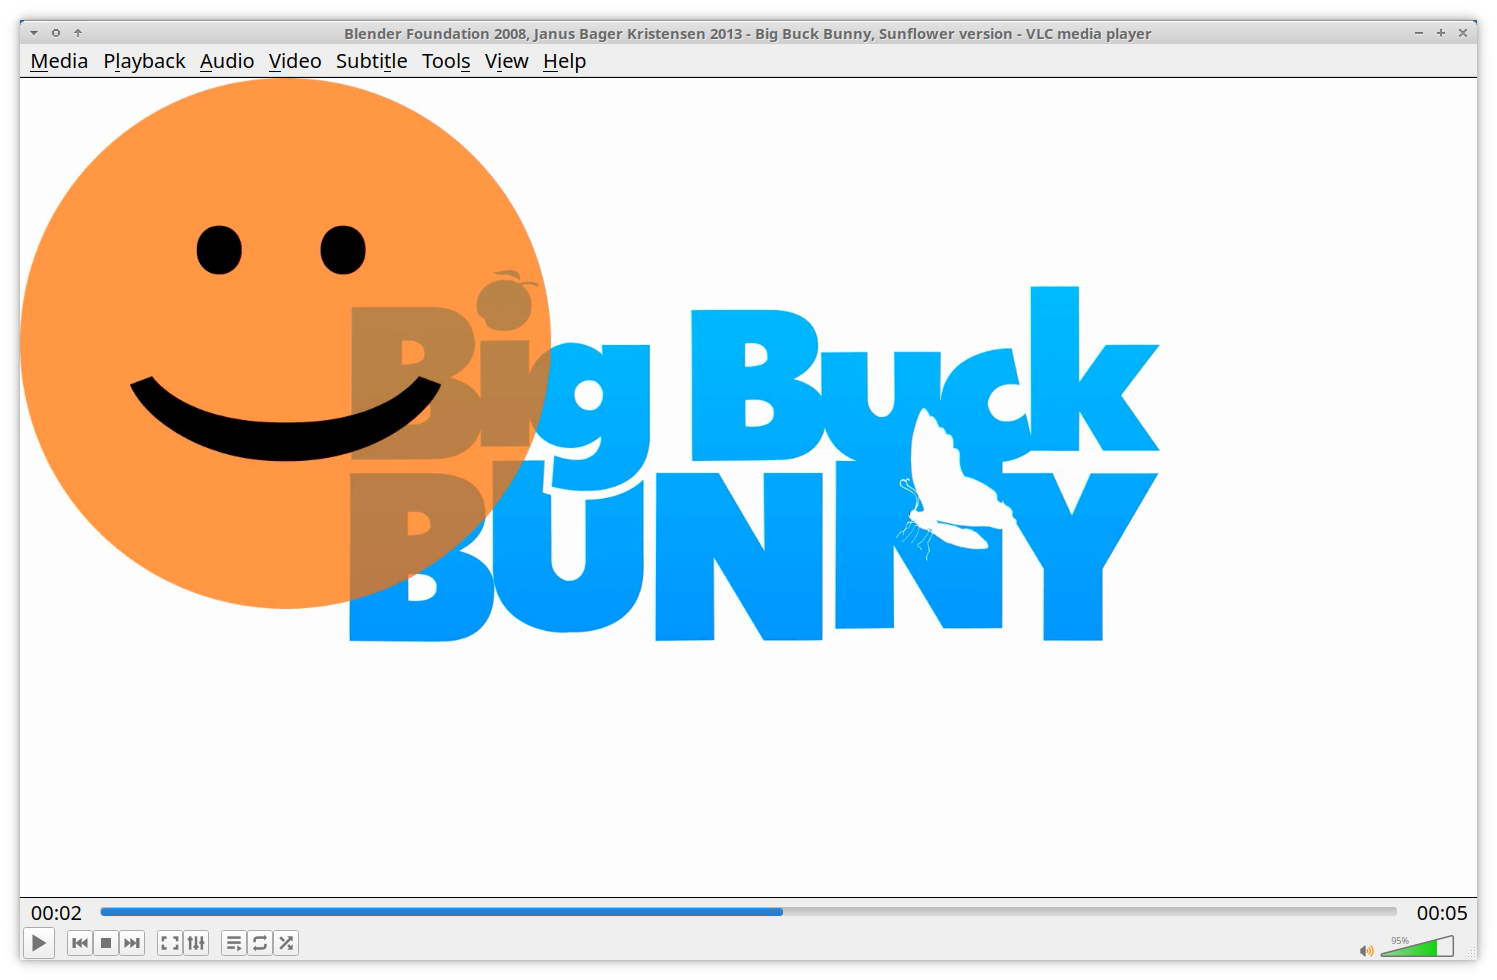 Blender Foundation 2008, Janus Bager Kristensen 2013 - Big Buck Bunny, Sunflower version - VLC media player
Media Playback Audio Video Subtitle Tools View Help
Big Buck
BUNNY
00:02 00:05
95%